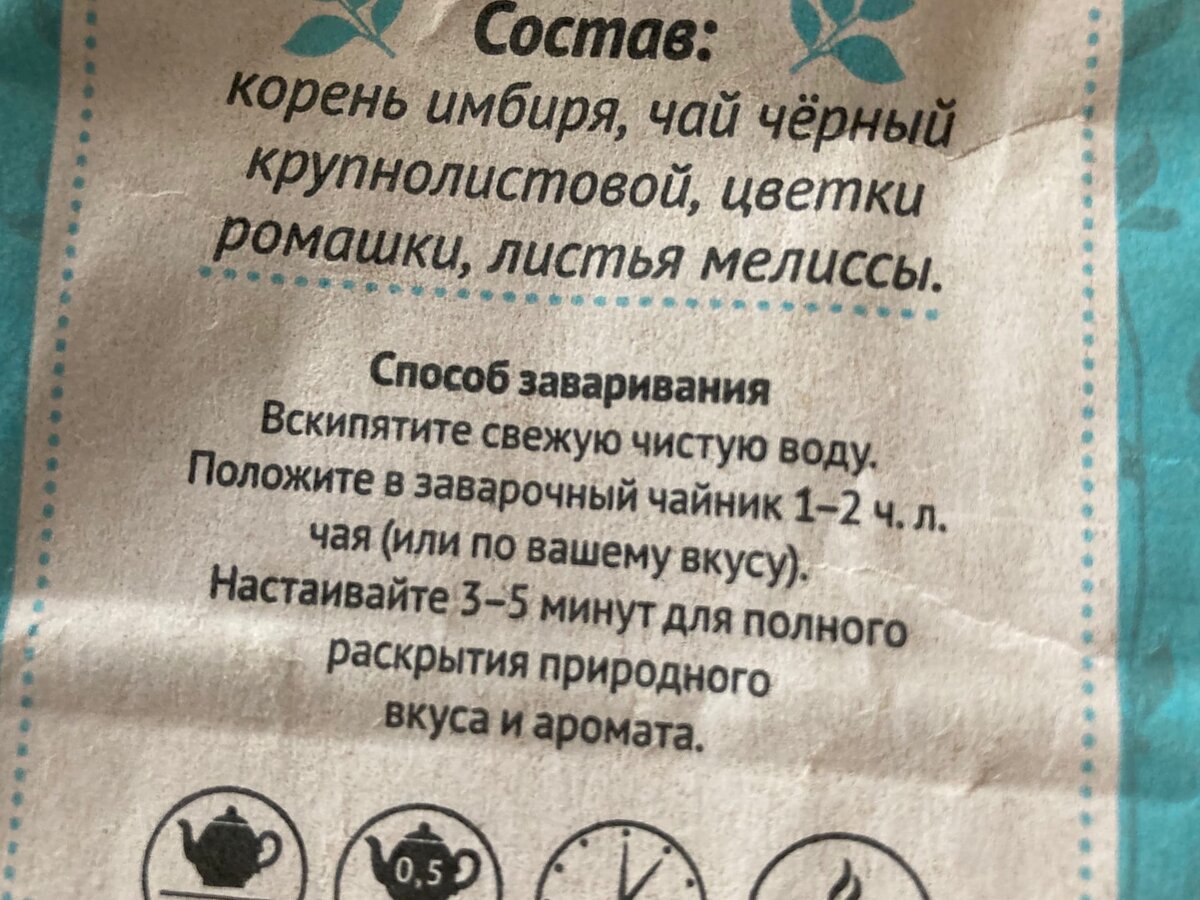 Состав:
корень имбиря, чай чёрный
крупнолистовой, цветки
ромашки, листья мелиссы.
Способ заваривания
Вскипятите свежую чистую воду.
Положите в заварочный чайник 1–2 ч. л.
чая (или по вашему вкусу).
Настаивайте 3–5 минут для полного
раскрытия природного
вкуса и аромата.
0,5